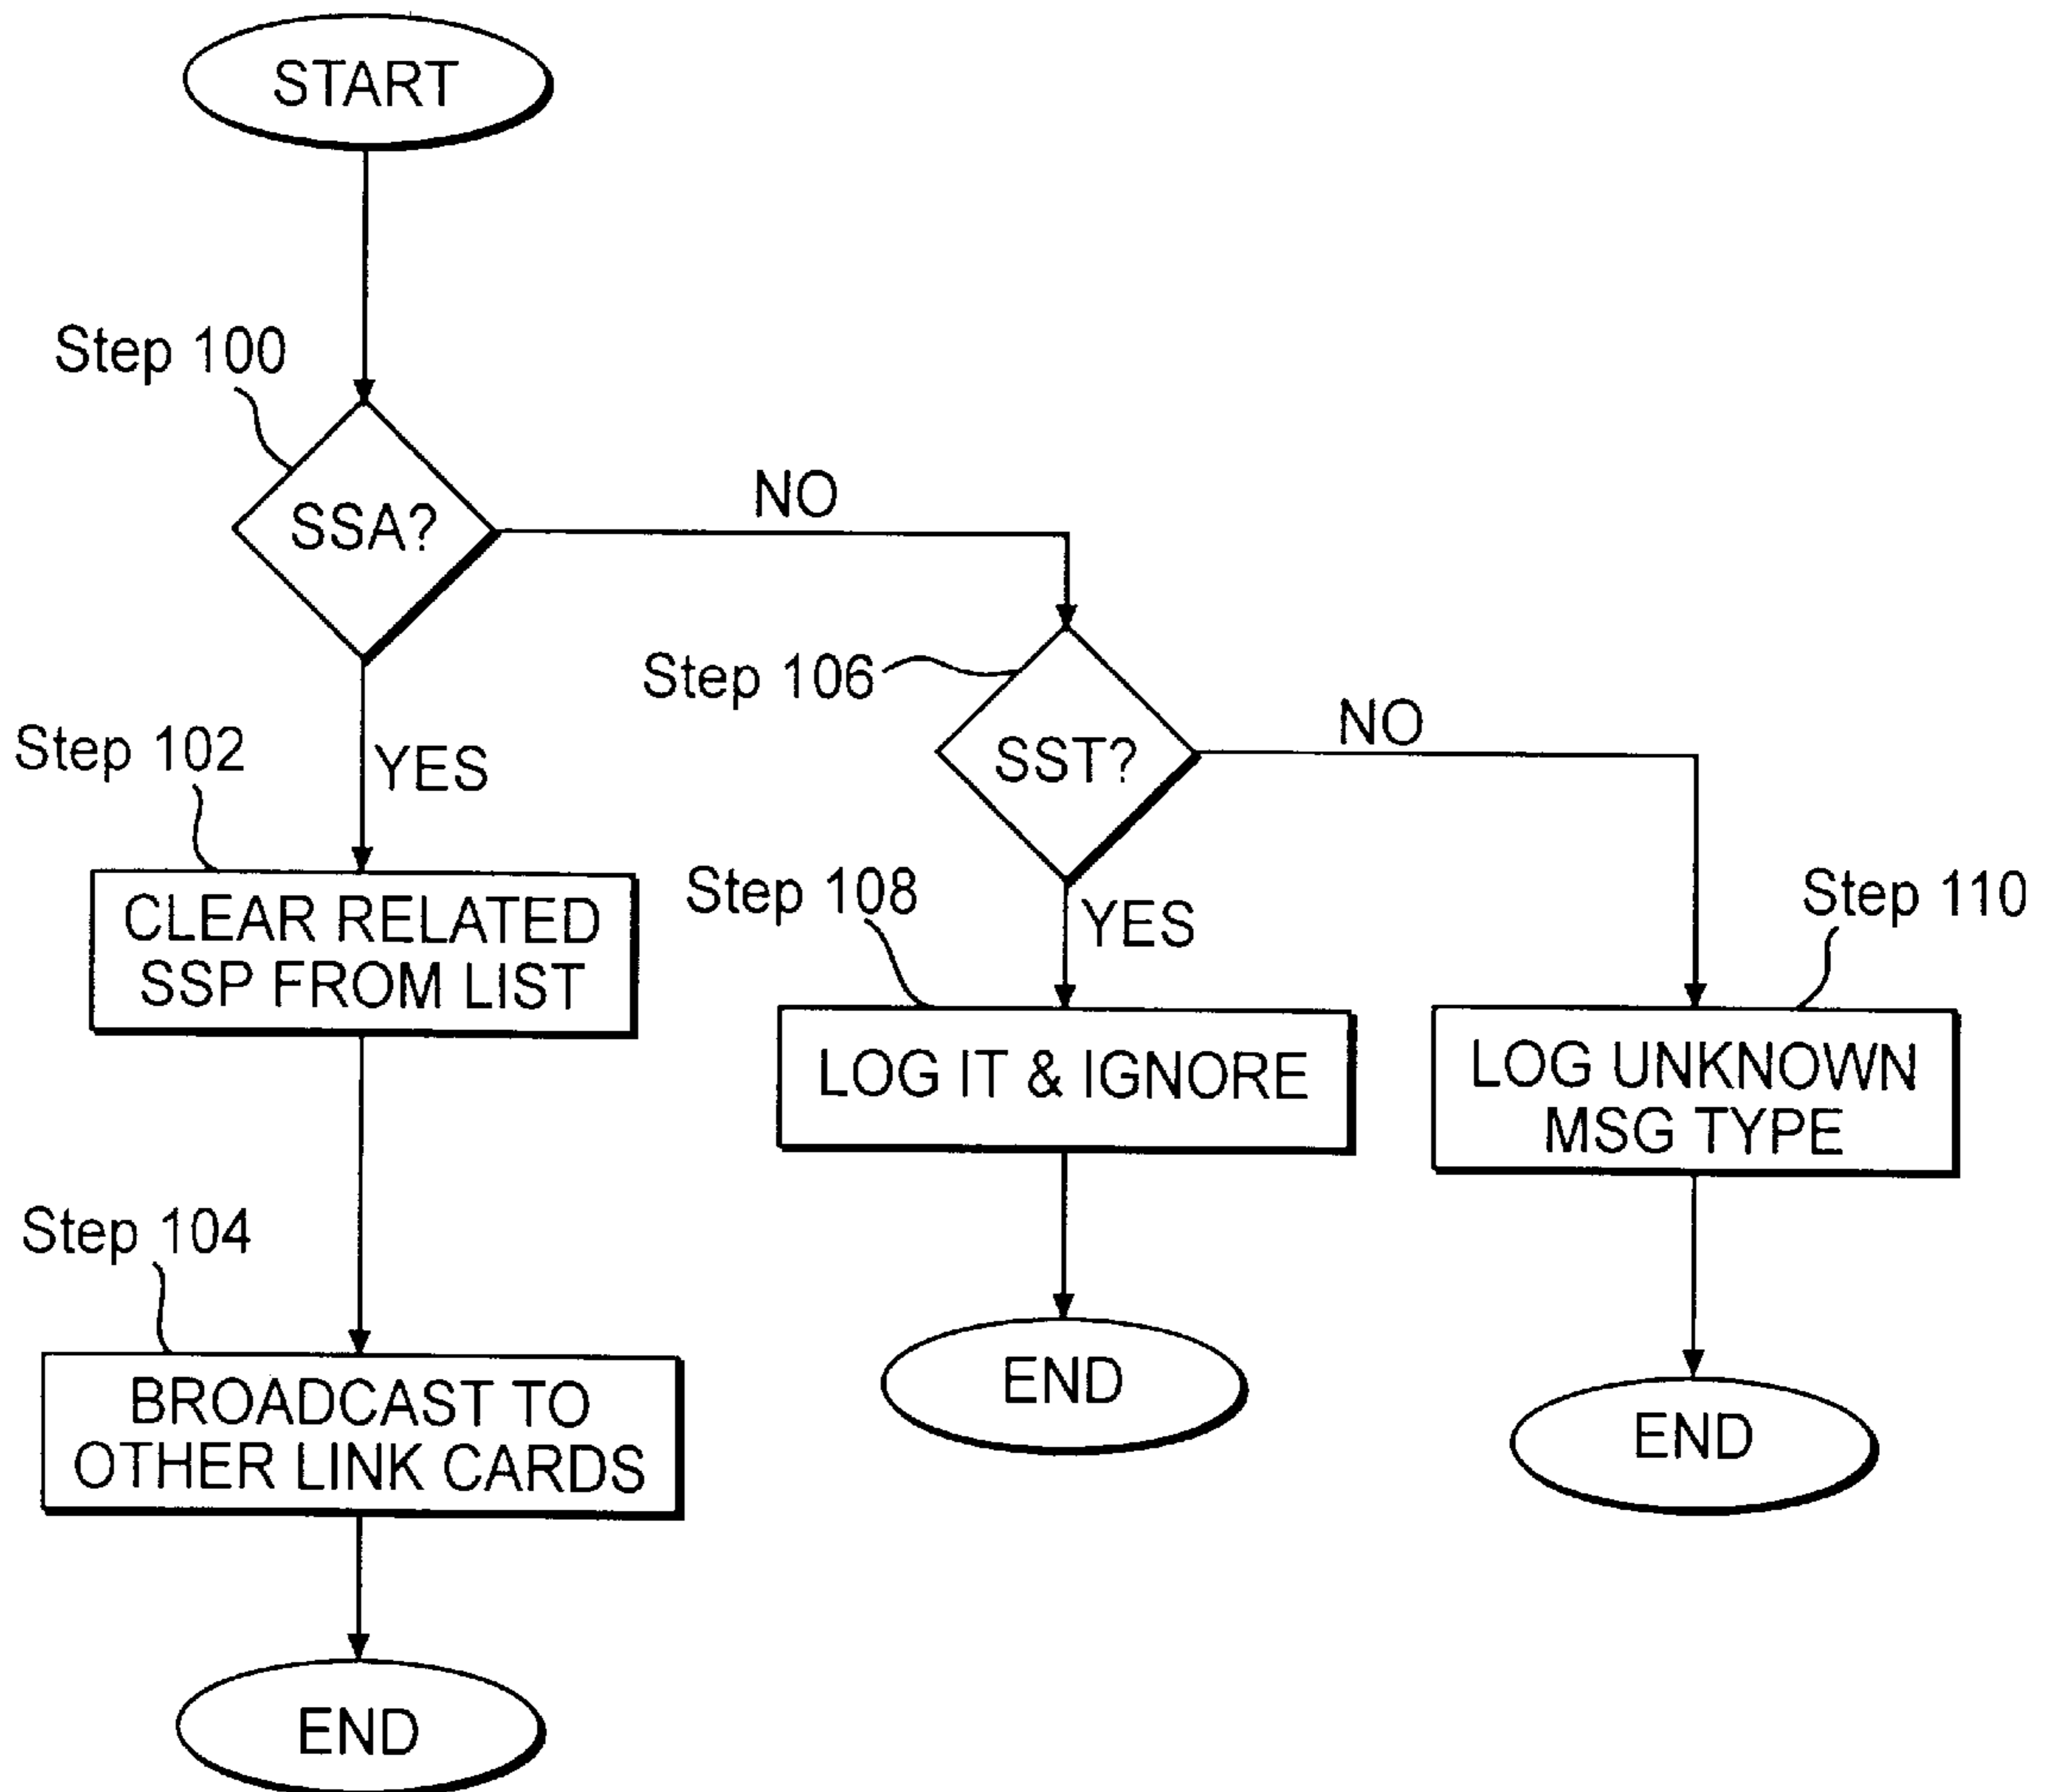 START
Step 100
SSA?
NO
Step 106
SST?
NO
Step 102
YES
CLEAR RELATED
SSP FROM LIST
Step 108
YES
LOG IT & IGNORE
Step 110
LOG UNKNOWN
MSG TYPE
Step 104
BROADCAST TO
OTHER LINK CARDS
END
END
END